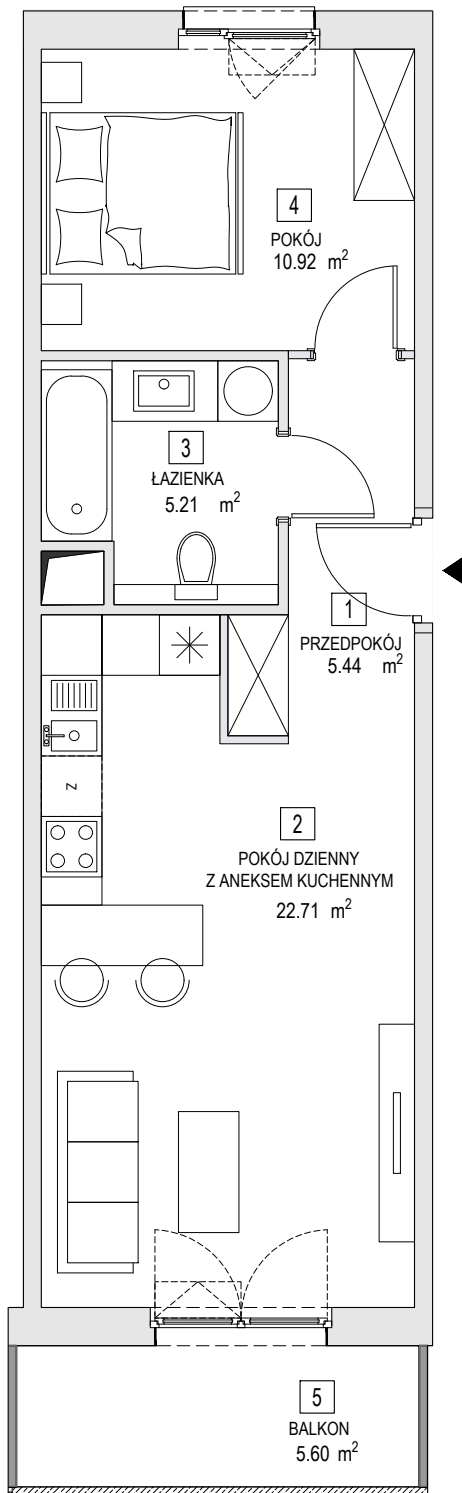 4
POKÓJ
10.92 m²
3
ŁAZIENKA
5.21 m²
1
PRZEDPOKÓJ
5.44 m²
Z
2
POKÓJ DZIENNY
Z ANEKSEM KUCHENNYM
22.71 m²
5
BALKON
5.60 m²